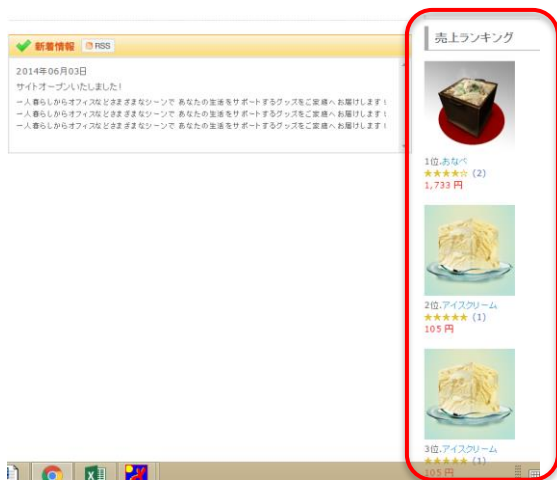 新着情報 RSS
2014年06月03日
サイトオープンいたしました!
一人暮らしからオフィスなどさまざまなシーンで あなたの生活をサポートするグッズをご家庭へお届けします!
一人暮らしからオフィスなどさまざまなシーンで あなたの生活をサポートするグッズをご家庭へお届けします!
一人暮らしからオフィスなどさまざまなシーンで あなたの生活をサポートするグッズをご家庭へお届けします!
売上ランキング
1位.おなべ
★★★★☆ (2)
1,733 円
2位.アイスクリーム
★★★★★ (1)
105 円
3位.アイスクリーム
★★★★★ (1)
105 円